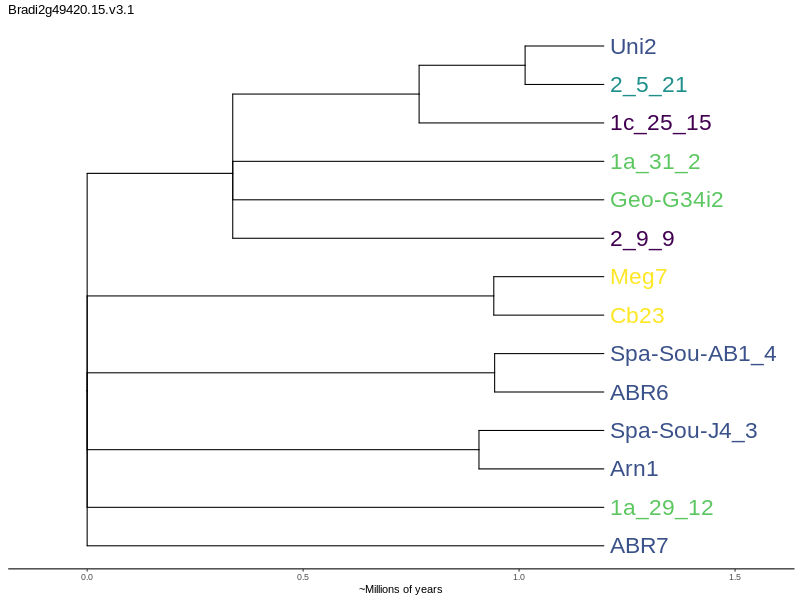 Bradi2g49420.15.v3.1
Uni2
2_5_21
1c_25_15
1a_31_2
Geo-G34i2
2_9_9
Meg7
Cb23
Spa-Sou-AB1_4
ABR6
Spa-Sou-J4_3
Arn1
1a_29_12
ABR7
0.0 0.5 1.0 1.5
~Millions of years